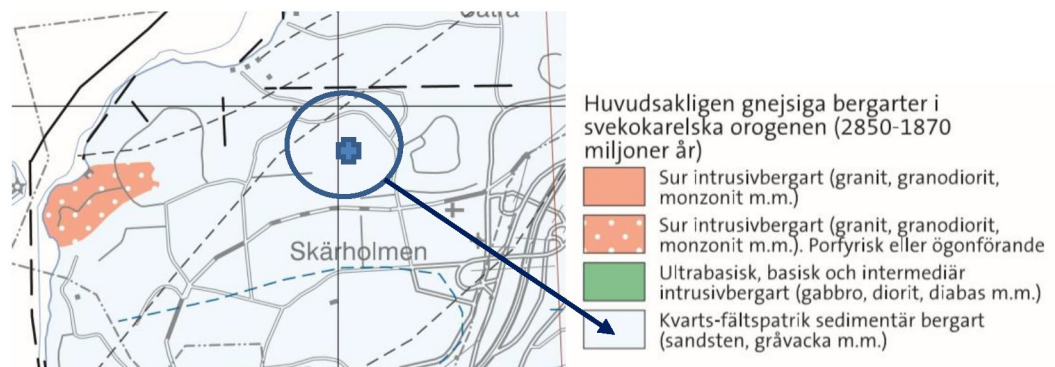 Skärholmen
Huvudsakligen gnejsiga bergarter i
svekokarelska orogenen (2850-1870
miljoner år)
Sur intrusivbergart (granit, granodiorit,
monzonit m.m.)
Sur intrusivbergart (granit, granodiorit,
monzonit m.m.). Porfyrisk eller ögonförande
Ultrabasisk, basisk och intermediär
intrusivbergart (gabbro, diorit, diabas m.m.)
Kvarts-fältspatrik sedimentär bergart
(sandsten, gråvacka m.m.)